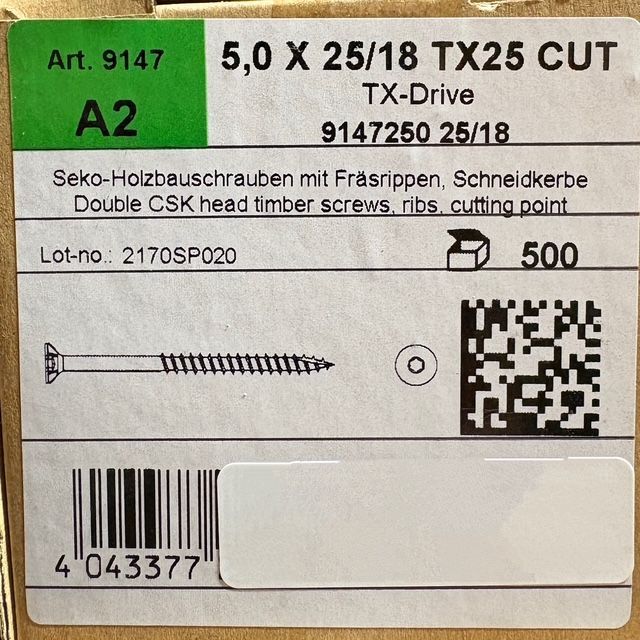 Art. 9147
A2
5,0 X 25/18 TX25 CUT
TX-Drive
9147250 25/18
Seko-Holzbauschrauben mit Fräsrippen, Schneidkerbe
Double CSK head timber screws, ribs, cutting point
Lot-no.: 2170SP020
500
4 043377